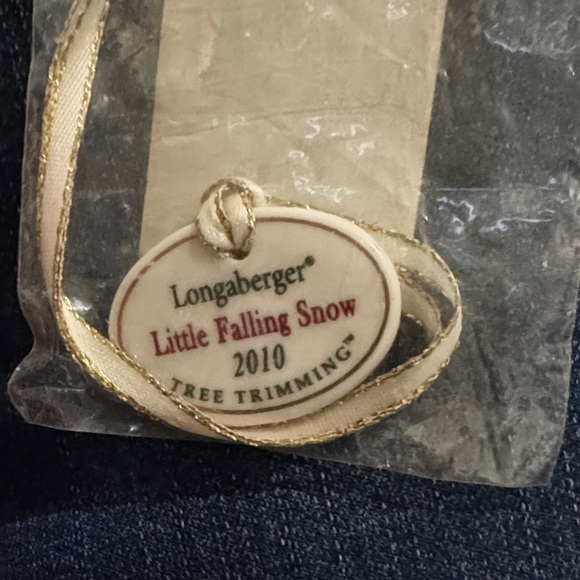 Longaberger®
Little Falling Snow
2010
TREE TRIMMING™